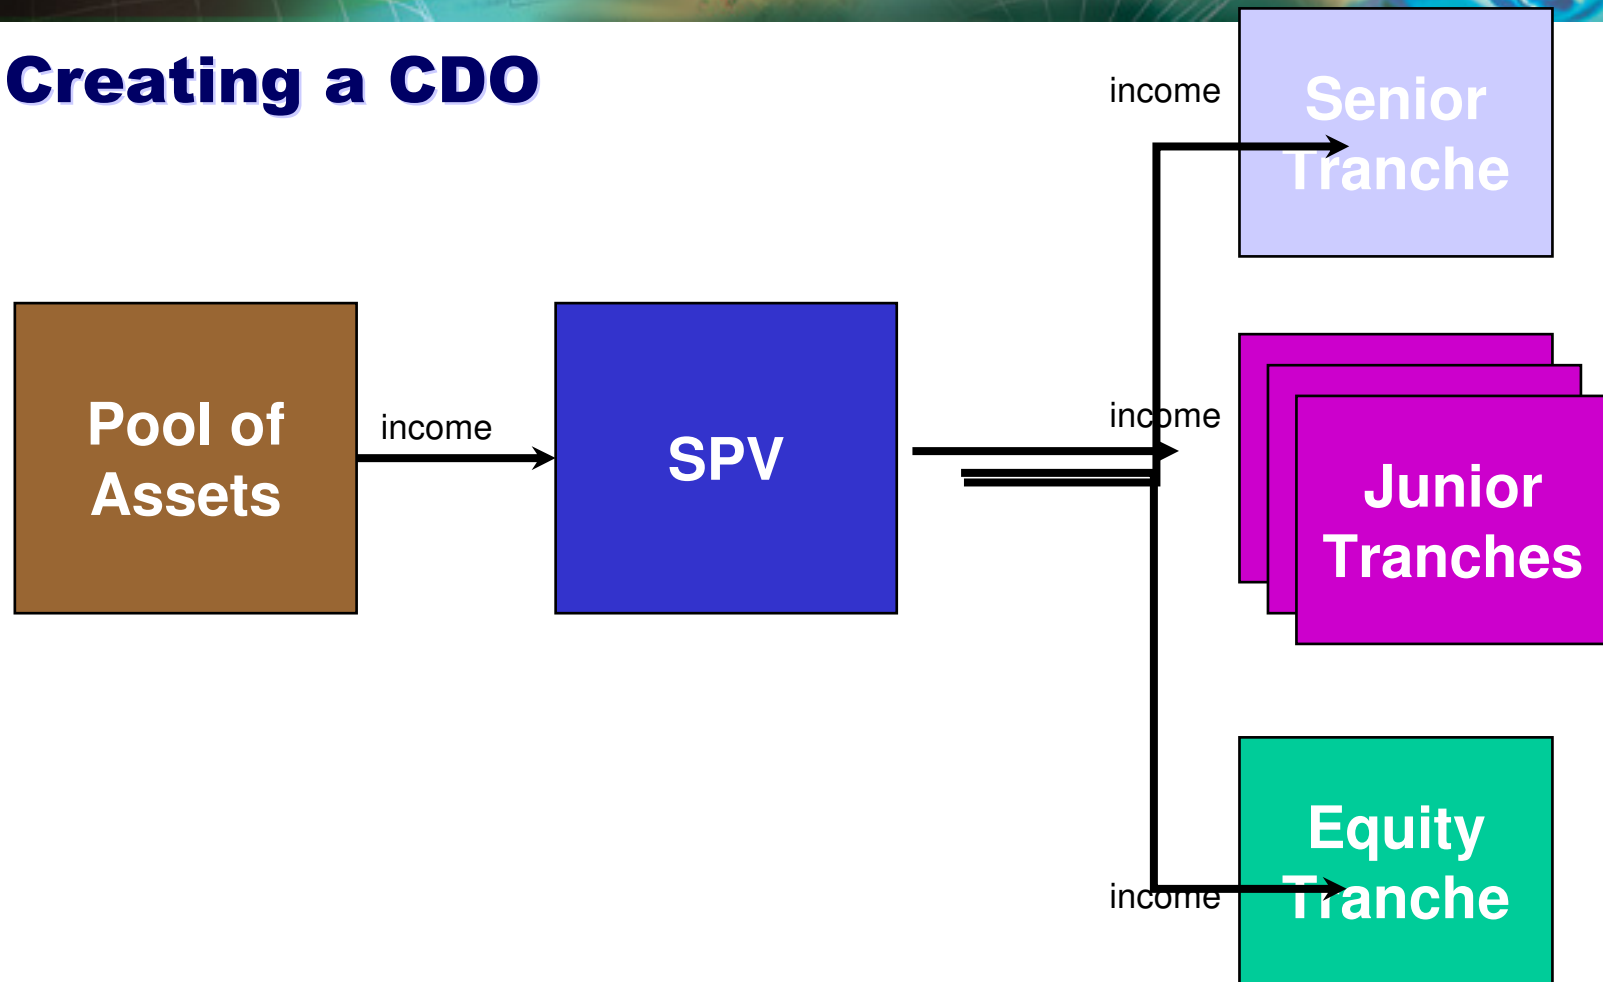 Creating a CDO
income
Senior
Tranche
Pool of
Assets
income
SPV
income
Junior
Tranches
income
Equity
Tranche